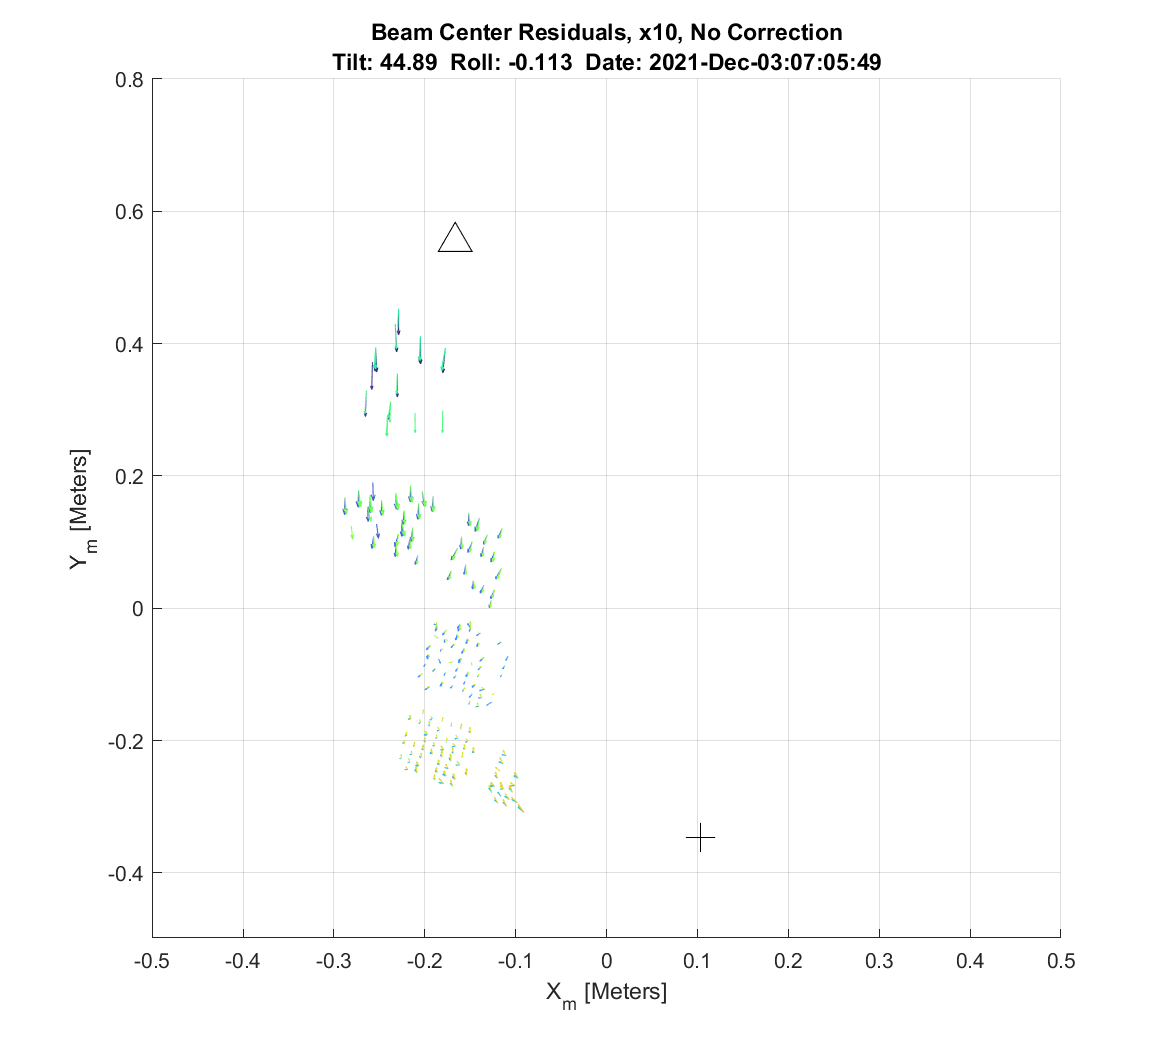 Beam Center Residuals, x10, No Correction
Tilt: 44.89 Roll: -0.113 Date: 2021-Dec-03:07:05:49
0.8
0.6
0.4
0.2
0
-0.2
-0.4
Y_m [Meters]
-0.5 -0.4 -0.3 -0.2 -0.1 0 0.1 0.2 0.3 0.4 0.5
X_m [Meters]